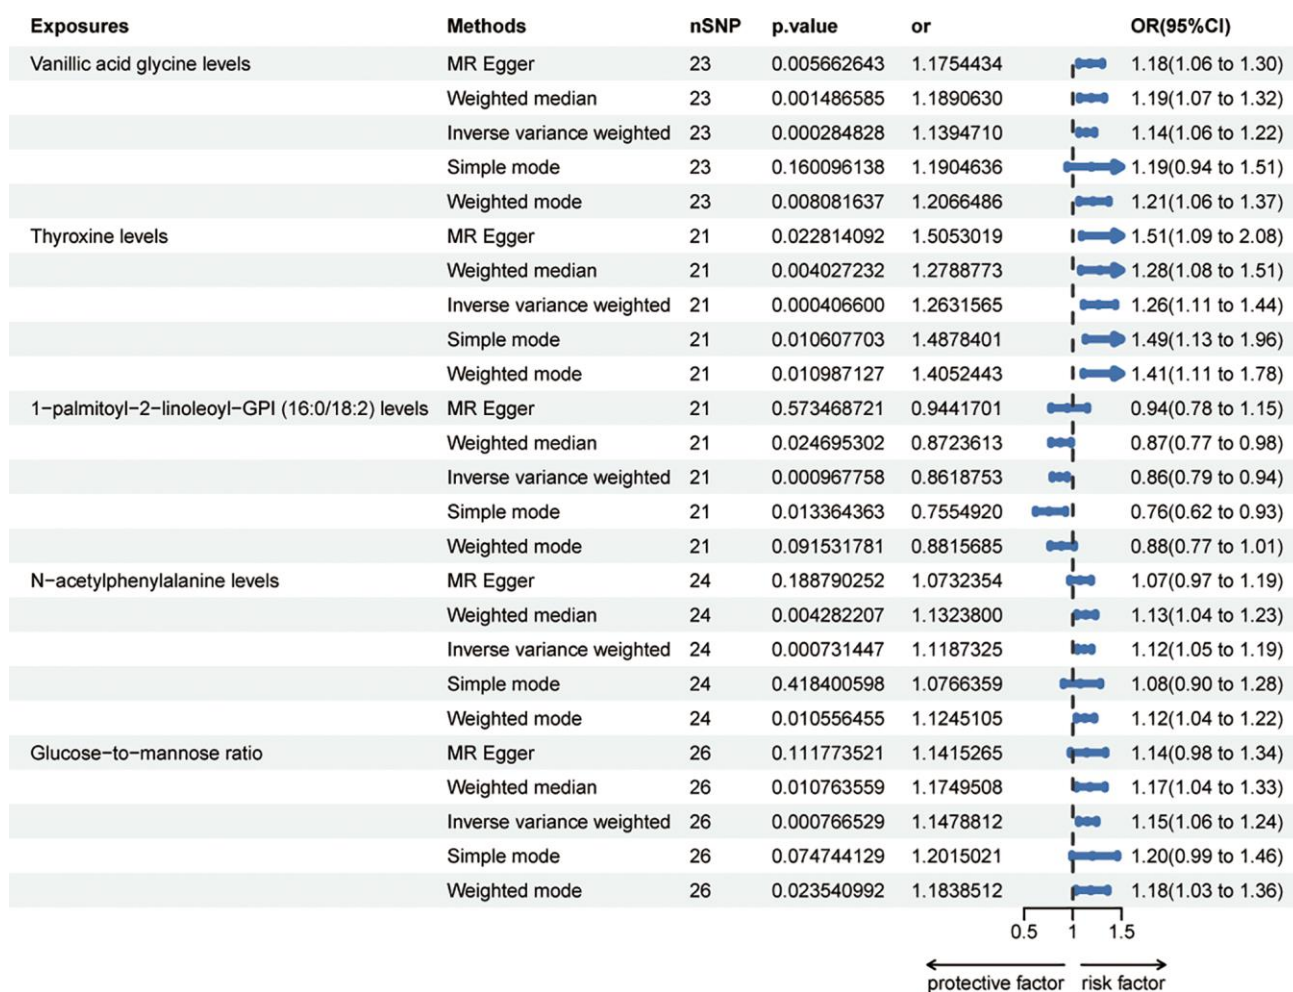 Exposures Methods nSNP p.value or OR(95%CI)
Vanillic acid glycine levels MR Egger 23 0.005662643 1.1754434 1.18(1.06 to 1.30)
Weighted median 23 0.001486585 1.1890630 1.19(1.07 to 1.32)
Inverse variance weighted 23 0.000284828 1.1394710 1.14(1.06 to 1.22)
Simple mode 23 0.160096138 1.1904636 1.19(0.94 to 1.51)
Weighted mode 23 0.008081637 1.2066486 1.21(1.06 to 1.37)
Thyroxine levels MR Egger 21 0.022814092 1.5053019 1.51(1.09 to 2.08)
Weighted median 21 0.004027232 1.2788773 1.28(1.08 to 1.51)
Inverse variance weighted 21 0.000406600 1.2631565 1.26(1.11 to 1.44)
Simple mode 21 0.010607703 1.4878401 1.49(1.13 to 1.96)
Weighted mode 21 0.010987127 1.4052443 1.41(1.11 to 1.78)
1−palmitoyl−2−linoleoyl−GPI (16:0/18:2) levels MR Egger 21 0.573468721 0.9441701 0.94(0.78 to 1.15)
Weighted median 21 0.024695302 0.8723613 0.87(0.77 to 0.98)
Inverse variance weighted 21 0.000967758 0.8618753 0.86(0.79 to 0.94)
Simple mode 21 0.013364363 0.7554920 0.76(0.62 to 0.93)
Weighted mode 21 0.091531781 0.8815685 0.88(0.77 to 1.01)
N−acetylphenylalanine levels MR Egger 24 0.188790252 1.0732354 1.07(0.97 to 1.19)
Weighted median 24 0.004282207 1.1323800 1.13(1.04 to 1.23)
Inverse variance weighted 24 0.000731447 1.1187325 1.12(1.05 to 1.19)
Simple mode 24 0.418400598 1.0766359 1.08(0.90 to 1.28)
Weighted mode 24 0.010556455 1.1245105 1.12(1.04 to 1.22)
Glucose−to−mannose ratio MR Egger 26 0.111773521 1.1415265 1.14(0.98 to 1.34)
Weighted median 26 0.010763559 1.1749508 1.17(1.04 to 1.33)
Inverse variance weighted 26 0.000766529 1.1478812 1.15(1.06 to 1.24)
Simple mode 26 0.074744129 1.2015021 1.20(0.99 to 1.46)
Weighted mode 26 0.023540992 1.1838512 1.18(1.03 to 1.36)
0.5 1 1.5
protective factor risk factor